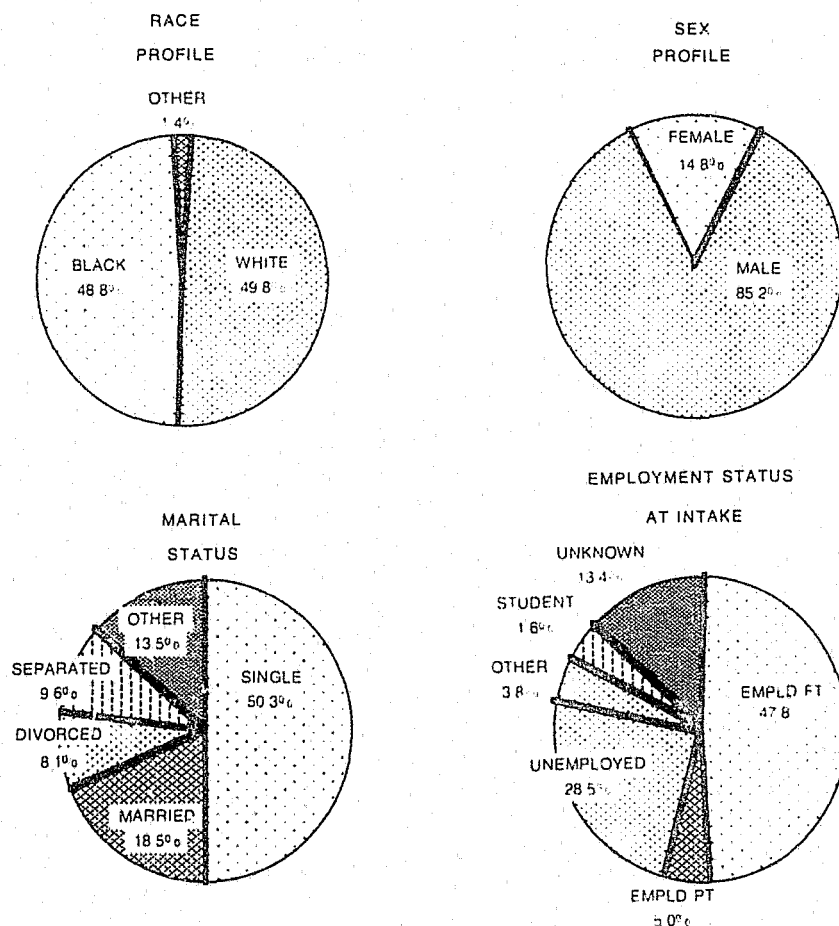 RACE
PROFILE
OTHER
1.4%
BLACK
48.8%
WHITE
49.8%
SEX
PROFILE
FEMALE
14.8%
MALE
85.2%
MARITAL
STATUS
OTHER
13.5%
SEPARATED
9.6%
DIVORCED
8.1%
MARRIED
18.5%
SINGLE
50.3%
EMPLOYMENT STATUS
AT INTAKE
UNKNOWN
13.4%
STUDENT
1.6%
OTHER
3.8%
UNEMPLOYED
28.5%
EMPLD FT
47.8
EMPLD PT
5.0%